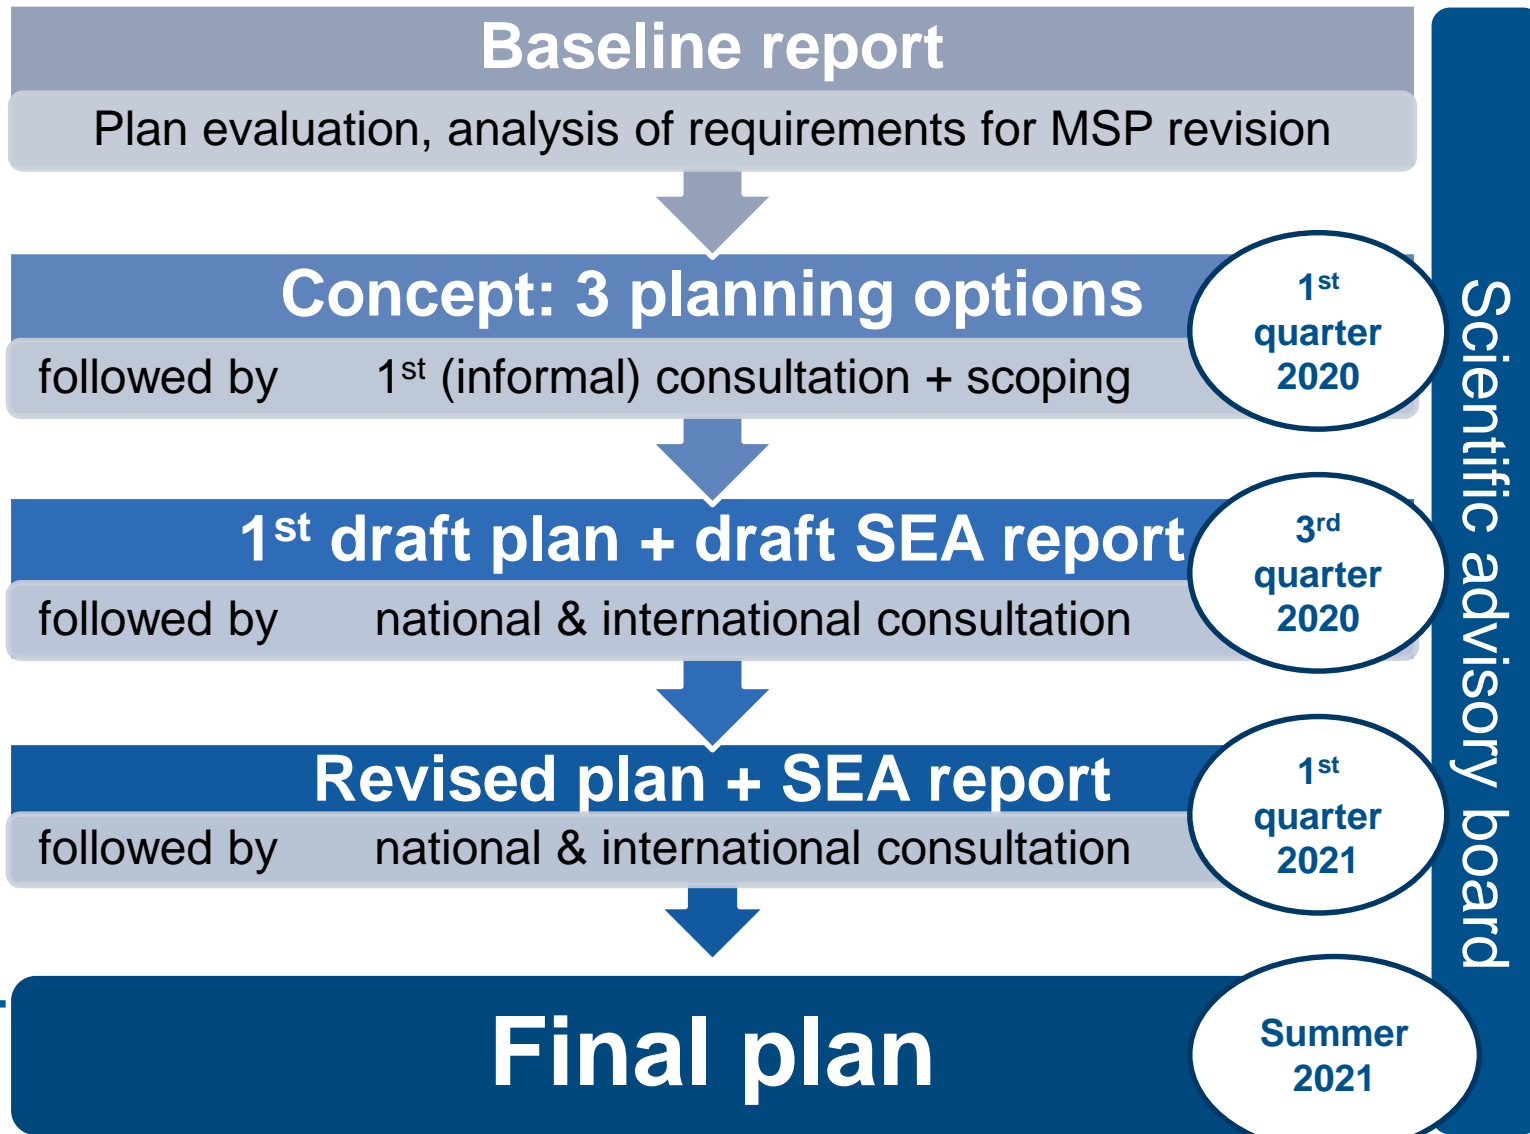 Baseline report
Plan evaluation, analysis of requirements for MSP revision
Concept: 3 planning options
1st quarter 2020
followed by 1st (informal) consultation + scoping
1st draft plan + draft SEA report
3rd quarter 2020
followed by national & international consultation
Revised plan + SEA report
1st quarter 2021
followed by national & international consultation
Final plan
Summer 2021
Scientific advisory board